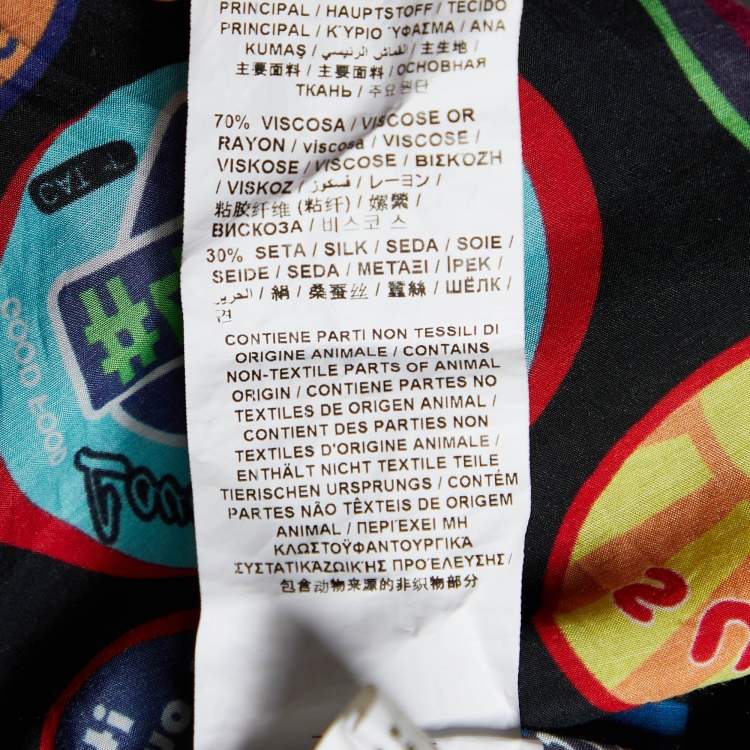 PRINCIPAL / HAUPTSTOFF / TECIDO
PRINCIPAL / ΚΎΡΙΟ ΎΦΑΣΜΑ / ANA
KUMAŞ / القماش الرئيسي / 主生地 /
主要面料 / 主要面料 / ОСНОВНАЯ
ТКАНЬ / 주요원단
70% VISCOSA / VISCOSE OR
RAYON / viscosa / VISCOSE /
VISKOSE / VISCOSE / ΒΙΣΚΟΖΗ
/ VISKOZ / فسكوز / レーヨン /
粘胶纤维 (粘纤) / 嫘縈 /
ВИСКОЗА / 비스코스
30% SETA / SILK / SEDA / SOIE /
SEIDE / SEDA / ΜΕΤΑΞΙ / İPEK /
الحرير / 絹 / 桑蚕丝 / 蠶絲 / ШЁЛК /
견
CONTIENE PARTI NON TESSILI DI
ORIGINE ANIMALE / CONTAINS
NON-TEXTILE PARTS OF ANIMAL
ORIGIN / CONTIENE PARTES NO
TEXTILES DE ORIGEN ANIMAL /
CONTIENT DES PARTIES NON
TEXTILES D'ORIGINE ANIMALE /
ENTHÄLT NICHT TEXTILE TEILE
TIERISCHEN URSPRUNGS / CONTÉM
PARTES NÃO TÊXTEIS DE ORIGEM
ANIMAL / ΠΕΡΙΕΧΕΙ ΜΗ
ΚΛΩΣΤΟΫΦΑΝΤΟΥΡΓΙΚΆ
ΣΥΣΤΑΤΙΚΆΖΩΙΚΉΣ ΠΡΟΈΛΕΥΣΗΣ /
包含动物来源的非织物部分
GOOD FOOD
#